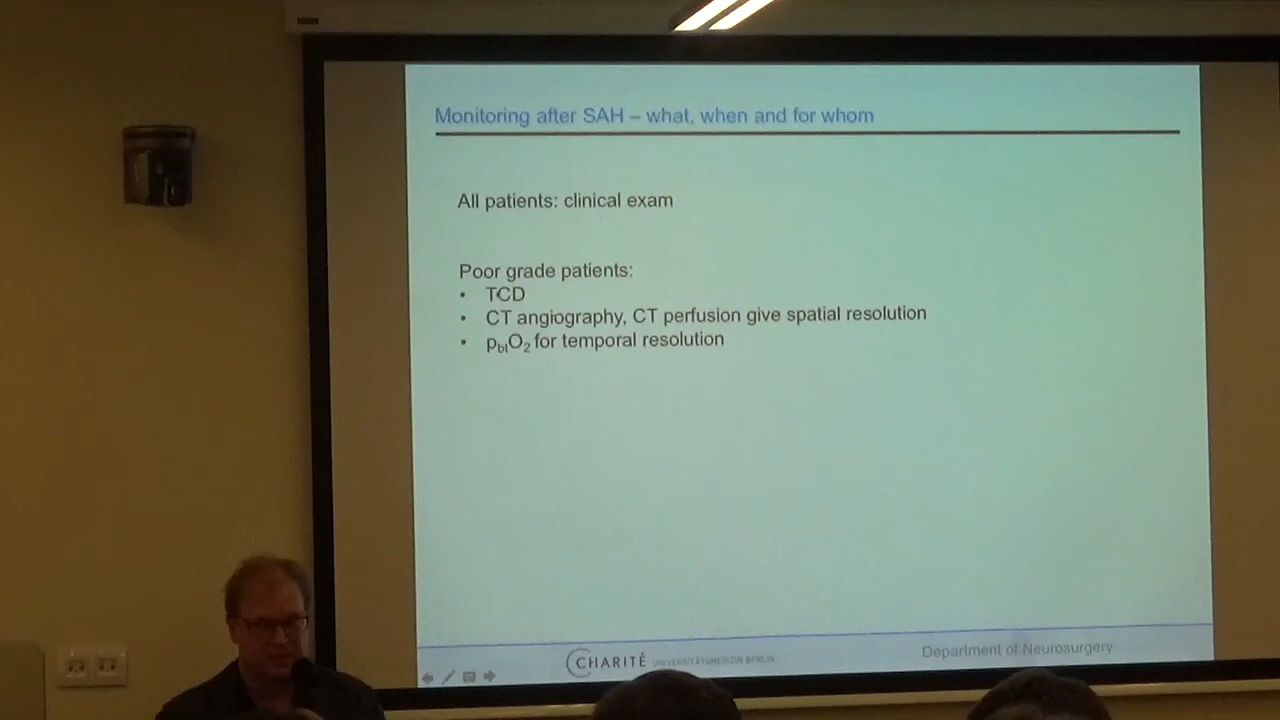 Monitoring after SAH – what, when and for whom
All patients: clinical exam
Poor grade patients:
• TCD
• CT angiography, CT perfusion give spatial resolution
• pbtO2 for temporal resolution
CHARITÉ UNIVERSITÄTSMEDIZIN BERLIN
Department of Neurosurgery